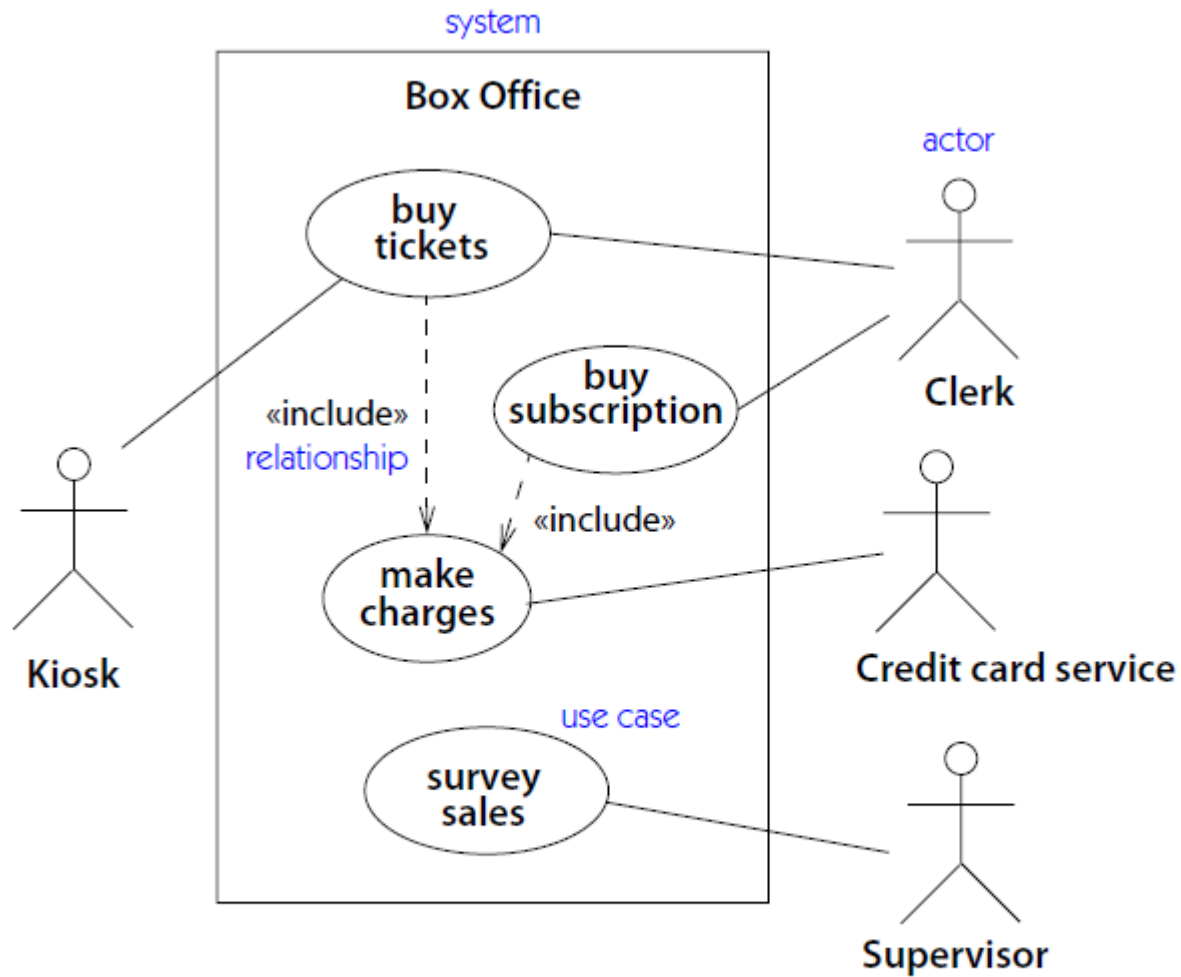 system
Box Office
actor
buy
tickets
buy
subscription
Clerk
«include»
relationship
«include»
make
charges
Kiosk
Credit card service
use case
survey
sales
Supervisor